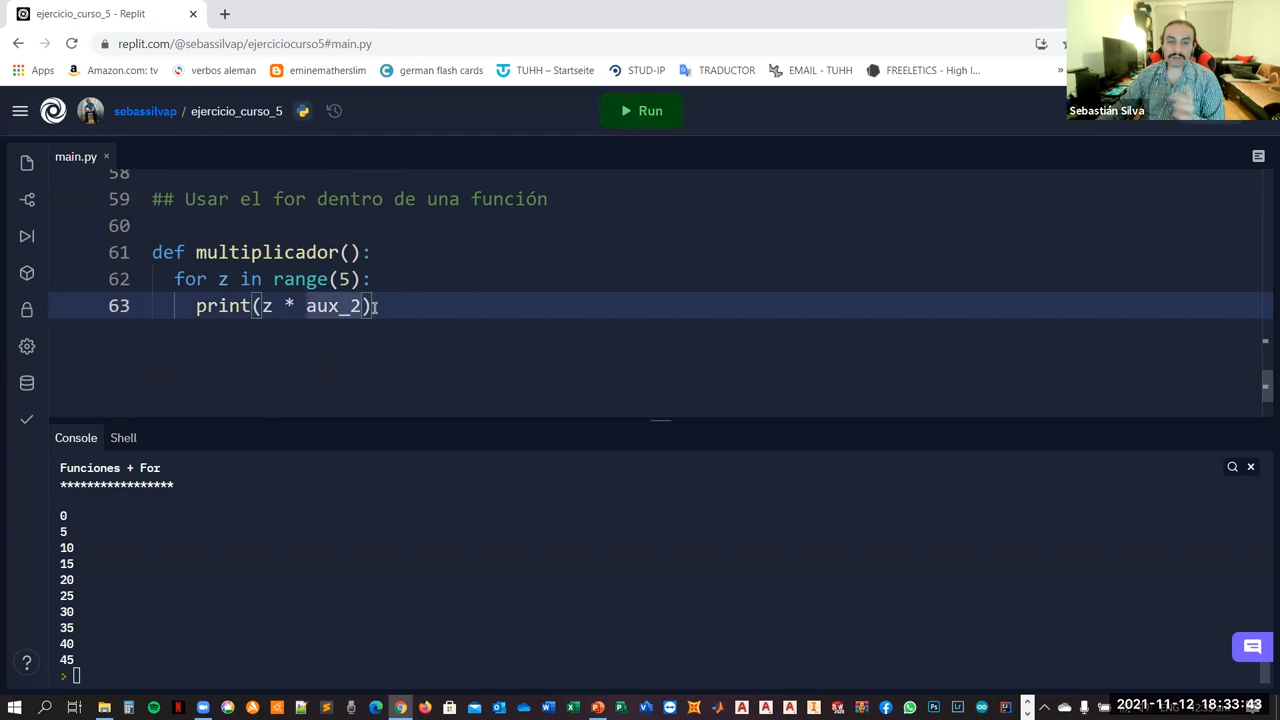 ejercicio_curso_5 - Replit
replit.com/@sebassilvap/ejerciciocurso5#main.py
Apps Amazon.com: tv verbos aleman eminematherslim german flash cards TUHH – Startseite STUD-IP TRADUCTOR EMAIL - TUHH FREELETICS - High I... »
Sebastián Silva
sebassilvap / ejercicio_curso_5
Run
main.py
58
59 ## Usar el for dentro de una función
60
61 def multiplicador():
62 for z in range(5):
63 print(z * aux_2)
Console Shell
Funciones + For
*****************
0
5
10
15
20
25
30
35
40
45
>
?
2021-11-12 18:33:43